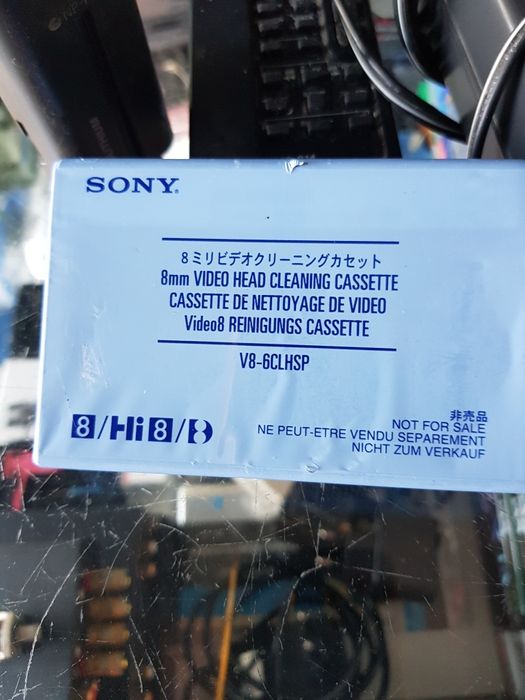 SONY.
8ミリビデオクリーニングカセット
8mm VIDEO HEAD CLEANING CASSETTE
CASSETTE DE NETTOYAGE DE VIDEO
Video8 REINIGUNGS CASSETTE
V8-6CLHSP
8/Hi8/D
非売品
NOT FOR SALE
NE PEUT-ETRE VENDU SEPAREMENT
NICHT ZUM VERKAUF